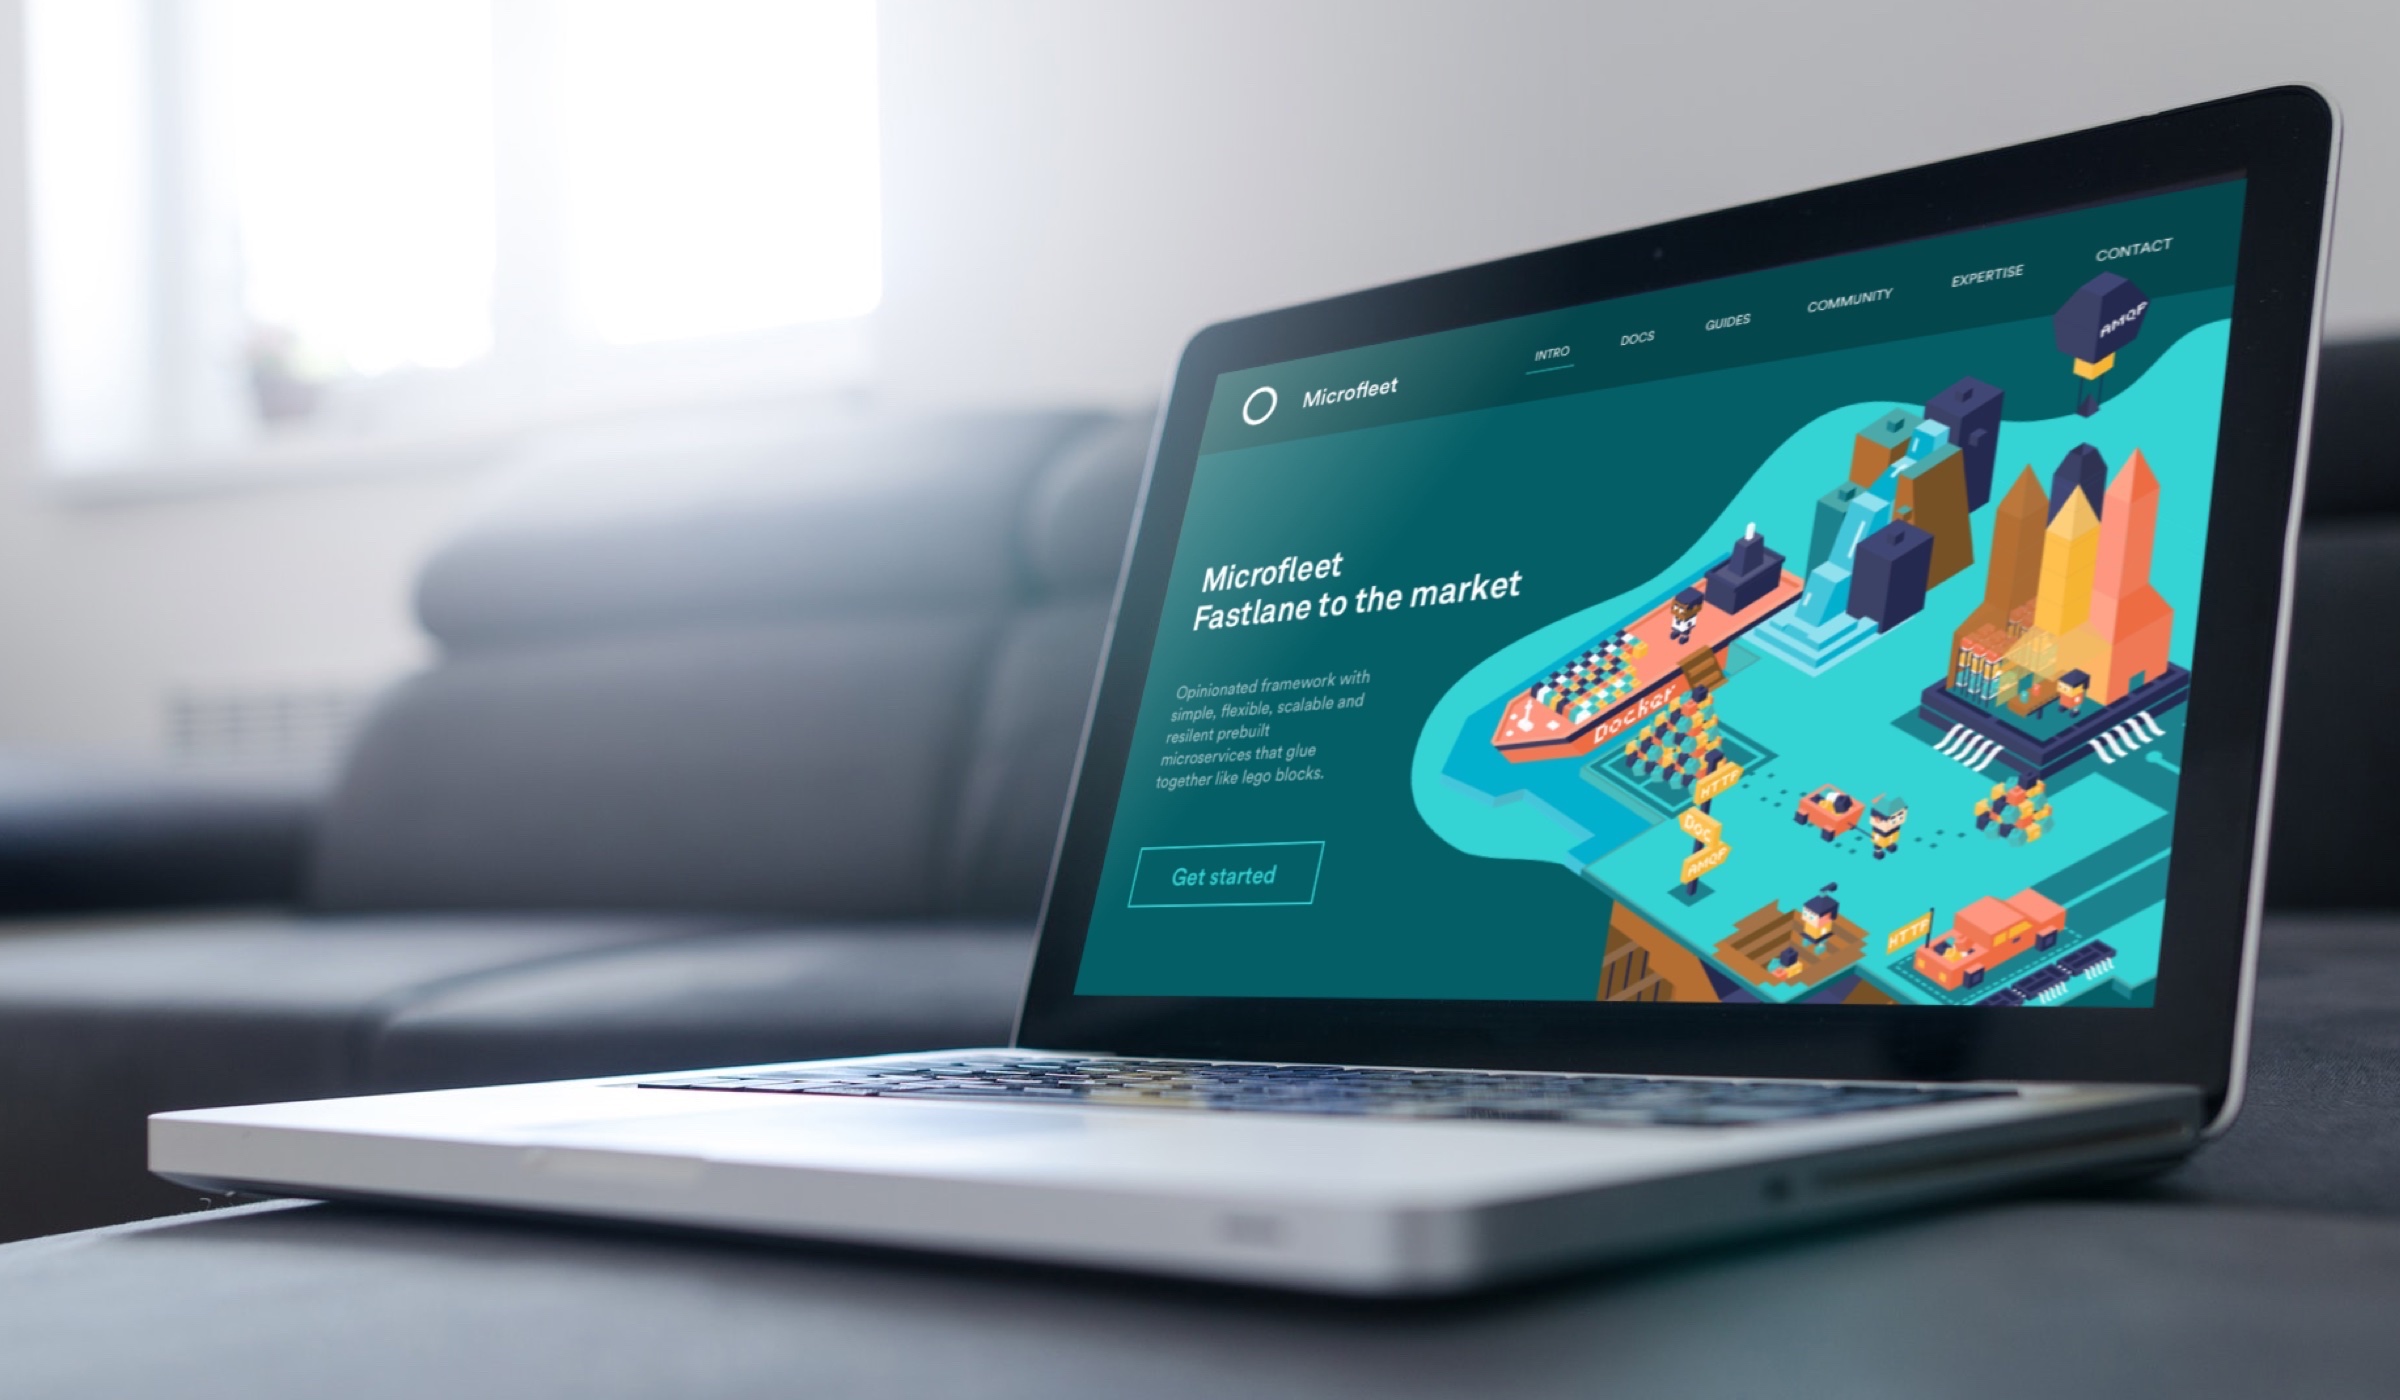 Microfleet
INTRO
DOCS
GUIDES
COMMUNITY
EXPERTISE
CONTACT
AMQP
Microfleet
Fastlane to the market
Opinionated framework with
simple, flexible, scalable and
resilent prebuilt
microservices that glue
together like lego blocks.
Get started
Docker
HTTP
DOC
AMQP
HTTP